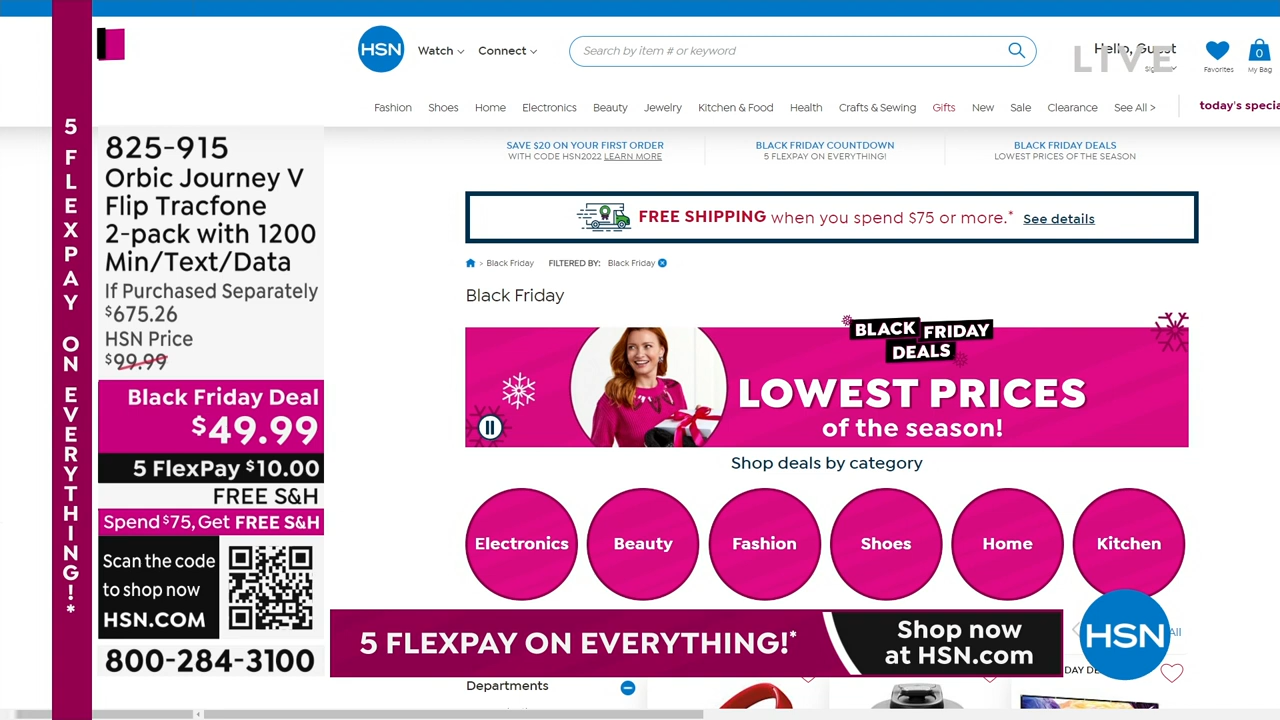 HSN
Watch
Connect
Search by item # or keyword
Hello, Guest
LIVE
Favorites
0
My Bag
Fashion
Shoes
Home
Electronics
Beauty
Jewelry
Kitchen & Food
Health
Crafts & Sewing
Gifts
New
Sale
Clearance
See All >
today's specia
5 FLEXPAY ON EVERYTHING!*
825-915
Orbic Journey V
Flip Tracfone
2-pack with 1200
Min/Text/Data
If Purchased Separately
$675.26
HSN Price
$99.99
Black Friday Deal
$49.99
5 FlexPay $10.00
FREE S&H
Spend $75, Get FREE S&H
Scan the code
to shop now
HSN.COM
800-284-3100
SAVE $20 ON YOUR FIRST ORDER
WITH CODE HSN2022 LEARN MORE
BLACK FRIDAY COUNTDOWN
5 FLEXPAY ON EVERYTHING!
BLACK FRIDAY DEALS
LOWEST PRICES OF THE SEASON
FREE SHIPPING when you spend $75 or more.* See details
> Black Friday FILTERED BY: Black Friday
Black Friday
BLACK FRIDAY
DEALS
LOWEST PRICES
of the season!
Shop deals by category
Electronics
Beauty
Fashion
Shoes
Home
Kitchen
5 FLEXPAY ON EVERYTHING!*
Shop now
at HSN.com
HSN
All
DAY DE
Departments